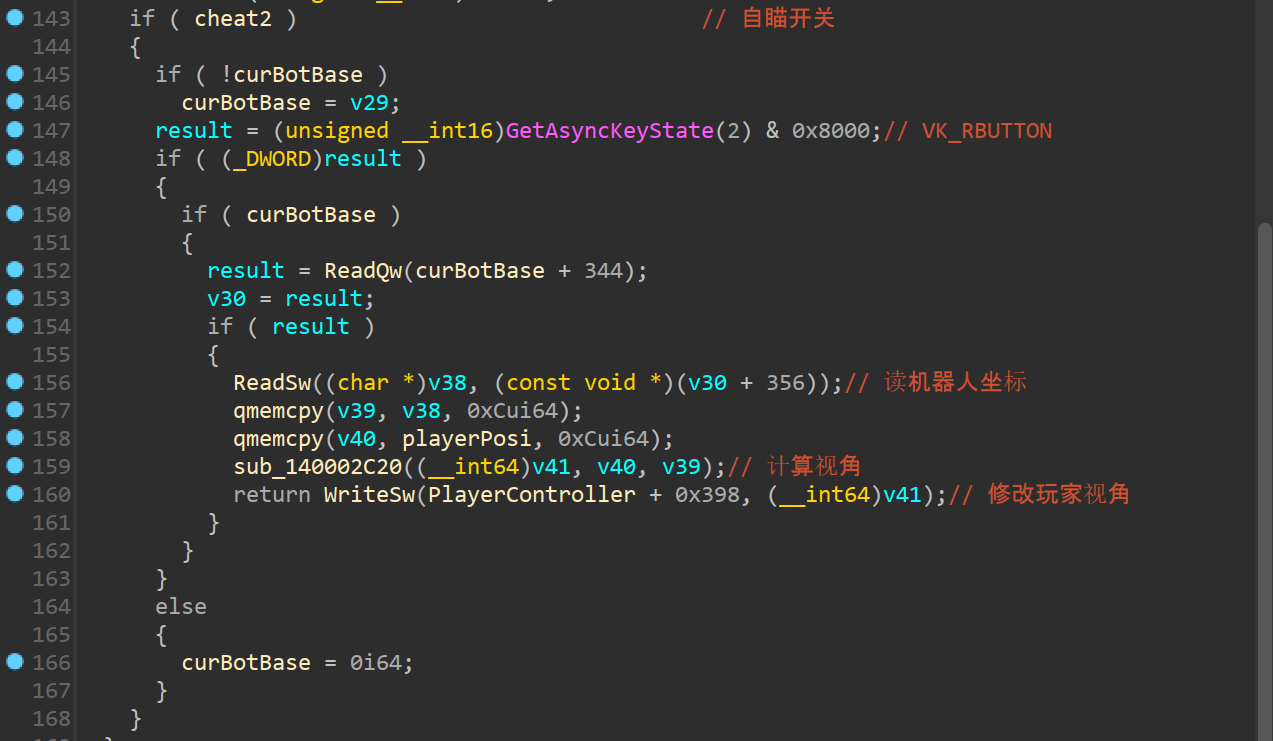 143 if ( cheat2 ) // 自瞄开关
144 {
145 if ( !curBotBase )
146 curBotBase = v29;
147 result = (unsigned __int16)GetAsyncKeyState(2) & 0x8000;// VK_RBUTTON
148 if ( (_DWORD)result )
149 {
150 if ( curBotBase )
151 {
152 result = ReadQw(curBotBase + 344);
153 v30 = result;
154 if ( result )
155 {
156 ReadSw((char *)v38, (const void *)(v30 + 356));// 读机器人坐标
157 qmemcpy(v39, v38, 0xCui64);
158 qmemcpy(v40, playerPosi, 0xCui64);
159 sub_140002C20((__int64)v41, v40, v39);// 计算视角
160 return WriteSw(PlayerController + 0x398, (__int64)v41);// 修改玩家视角
161 }
162 }
163 }
164 else
165 {
166 curBotBase = 0i64;
167 }
168 }